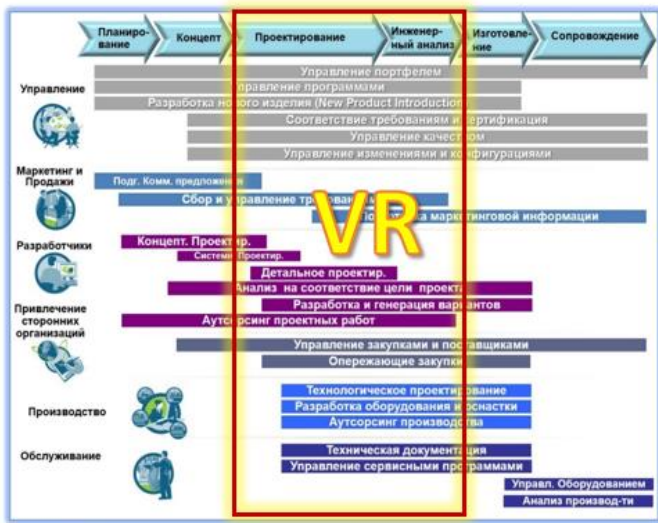 Планиро-
вание
Концепт
Проектирование
Инженер-
ный анализ
Изготовле-
ние
Сопровождение
Управление
Управление портфелем
Управление программами
Разработка нового изделия (New Product Introduction)
Соответствие требованиям и сертификация
Управление качеством
Управление изменениями и конфигурациями
Маркетинг и
Продажи
Подг. Комм. предложения
Сбор и управление требованиями
Подготовка маркетинговой информации
VR
Разработчики
Концепт. Проектир.
Системн. Проектир.
Детальное проектир.
Анализ на соответствие цели проекта
Разработка и генерация вариантов
Привлечение
сторонних
организаций
Аутсорсинг проектных работ
Управление закупками и поставщиками
Опережающие закупки
Производство
Технологическое проектирование
Разработка оборудования и оснастки
Аутсорсинг производства
Обслуживание
Техническая документация
Управление сервисными программами
Управл. Оборудованием
Анализ производ-ти